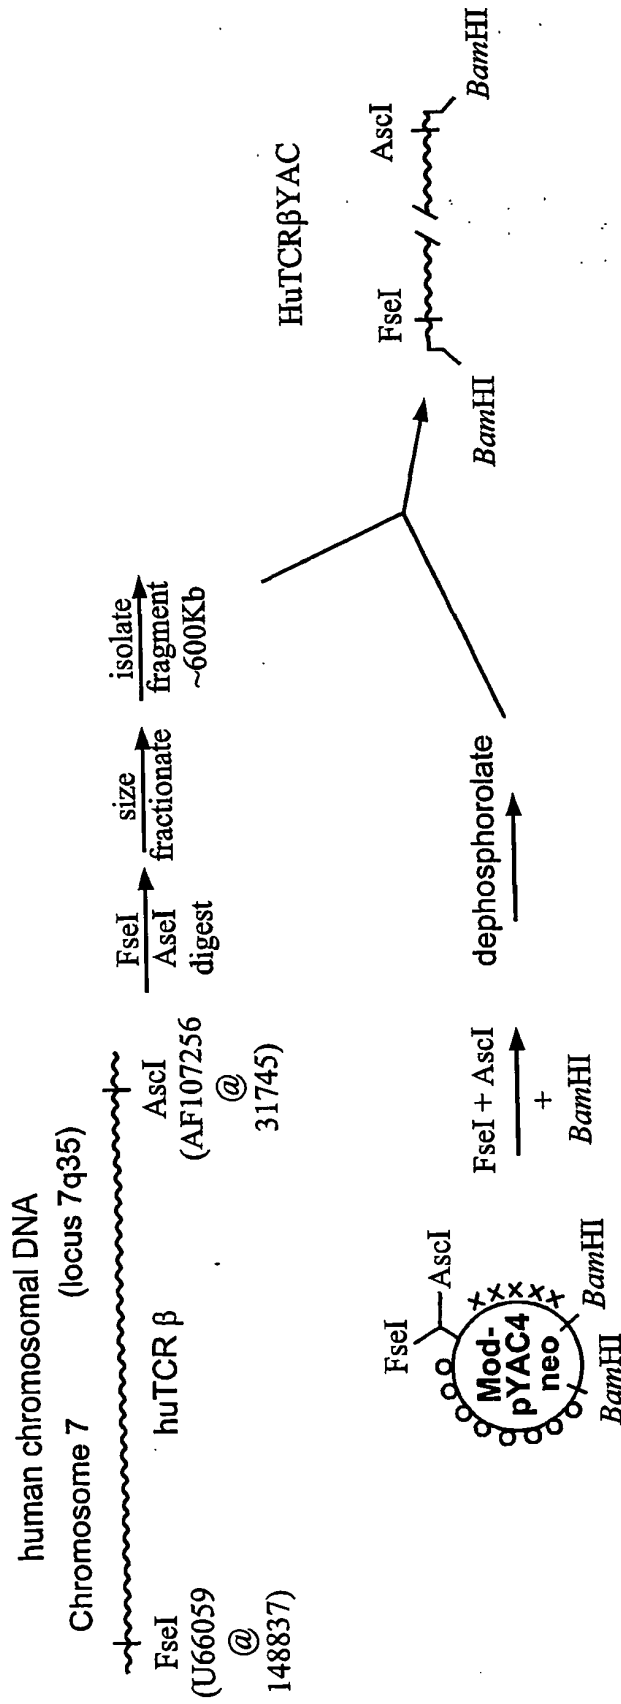 human chromosomal DNA
Chromosome 7 (locus 7q35)
huTCR β
FseI
(U66059
@
148837)
AscI
(AF107256
@
31745)
FseI
AseI
digest
size
fractionate
isolate
fragment
~600Kb
FseI
AscI
Mod-
pYAC4
neo
BamHI
BamHI
FseI + AscI
+
BamHI
dephosphorolate
HuTCRβYAC
FseI
AscI
BamHI
BamHI